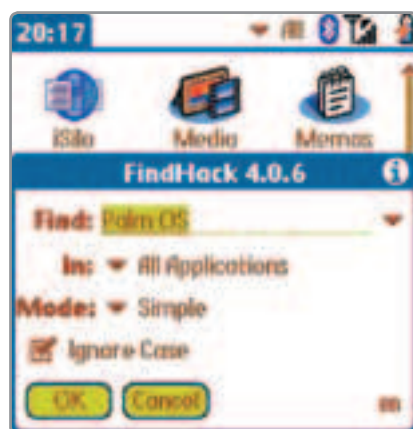 20:17 All
iSilo Media Memos
FindHack 4.0.6
Find: Palm OS
In: All Applications
Mode: Simple
Ignore Case
OK Cancel